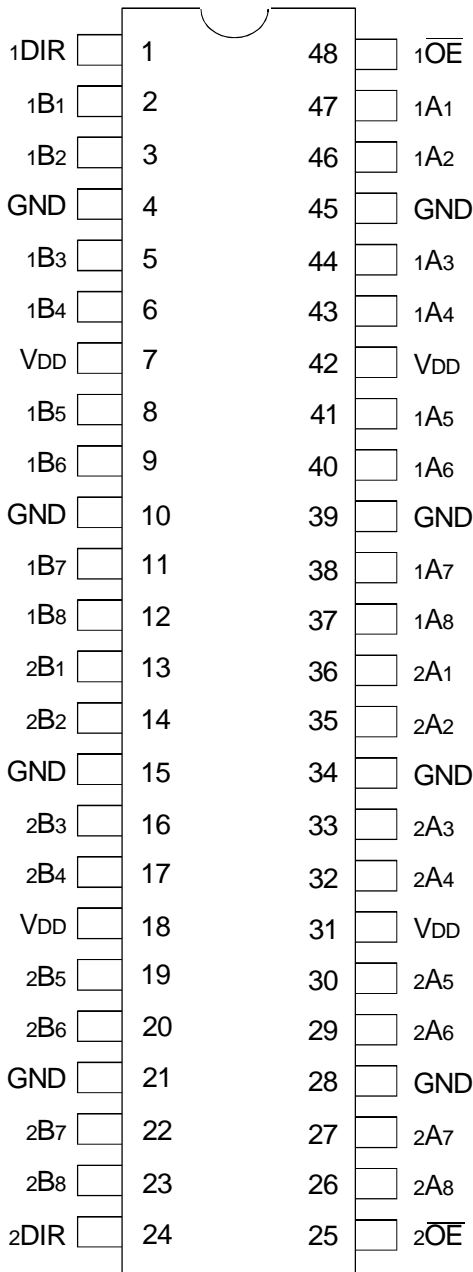 1DIR 1 48 1O̅E̅
1B1 2 47 1A1
1B2 3 46 1A2
GND 4 45 GND
1B3 5 44 1A3
1B4 6 43 1A4
VDD 7 42 VDD
1B5 8 41 1A5
1B6 9 40 1A6
GND 10 39 GND
1B7 11 38 1A7
1B8 12 37 1A8
2B1 13 36 2A1
2B2 14 35 2A2
GND 15 34 GND
2B3 16 33 2A3
2B4 17 32 2A4
VDD 18 31 VDD
2B5 19 30 2A5
2B6 20 29 2A6
GND 21 28 GND
2B7 22 27 2A7
2B8 23 26 2A8
2DIR 24 25 2O̅E̅